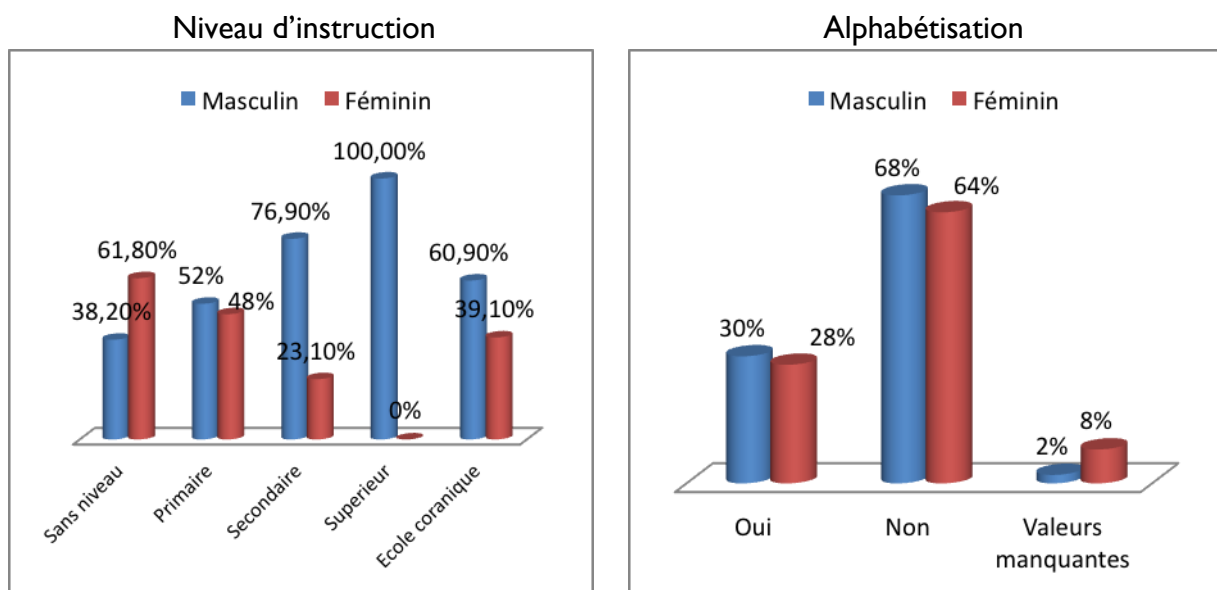 Niveau d’instruction
Masculin Féminin
100,00%
76,90%
61,80%
60,90%
52%
48%
38,20%
39,10%
23,10%
0%
Sans niveau
Primaire
Secondaire
Superieur
Ecole coranique
Alphabétisation
Masculin Féminin
68%
64%
30%
28%
2%
8%
Oui
Non
Valeurs
manquantes